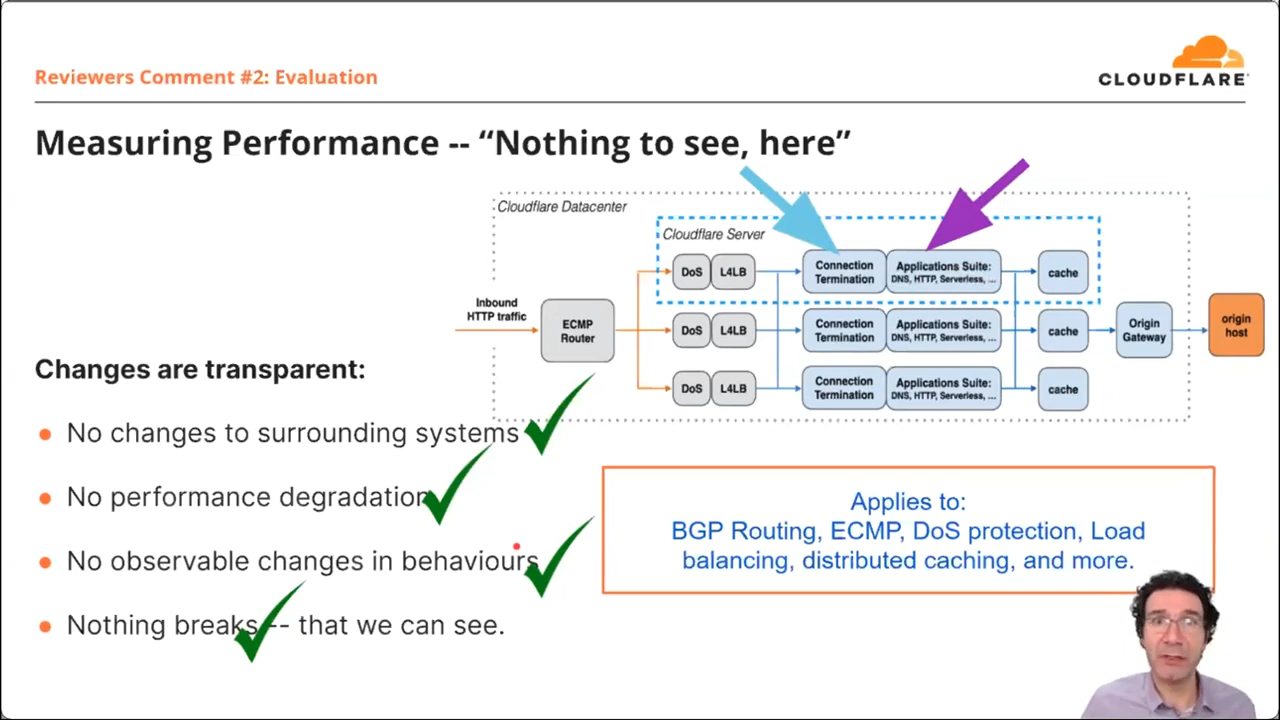 Reviewers Comment #2: Evaluation
CLOUDFLARE
Measuring Performance -- “Nothing to see, here”
Cloudflare Datacenter
Cloudflare Server
DoS
L4LB
Connection
Termination
Applications Suite:
DNS, HTTP, Serverless, ...
cache
Inbound
HTTP traffic
ECMP
Router
DoS
L4LB
Connection
Termination
Applications Suite:
DNS, HTTP, Serverless, ...
cache
Origin
Gateway
origin
host
DoS
L4LB
Connection
Termination
Applications Suite:
DNS, HTTP, Serverless, ...
cache
Changes are transparent:
No changes to surrounding systems
No performance degradation
No observable changes in behaviours
Nothing breaks -- that we can see.
Applies to:
BGP Routing, ECMP, DoS protection, Load
balancing, distributed caching, and more.